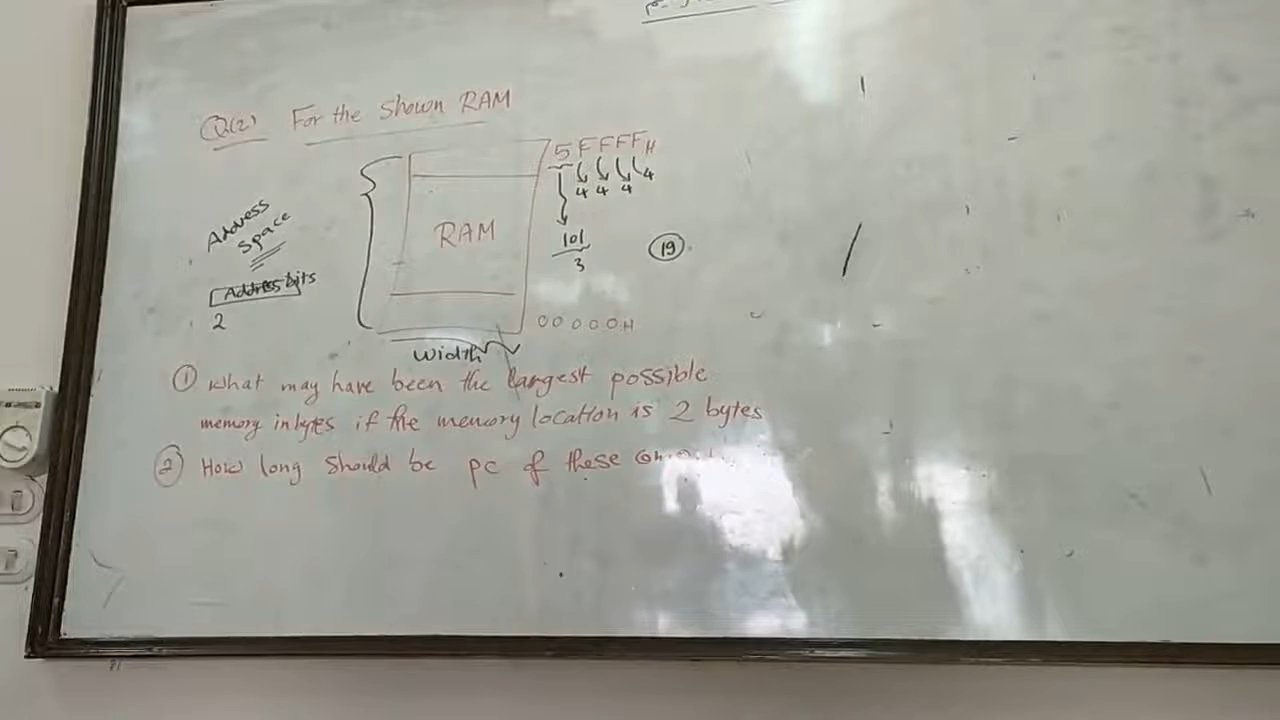 Q(2) For the shown RAM
5FFFFH
4 4 4 4
101
3
19
Address
space
RAM
Address bits
2
00000H
Width
① What may have been the largest possible
memory in bytes if the memory location is 2 bytes
② How long should be pc of these